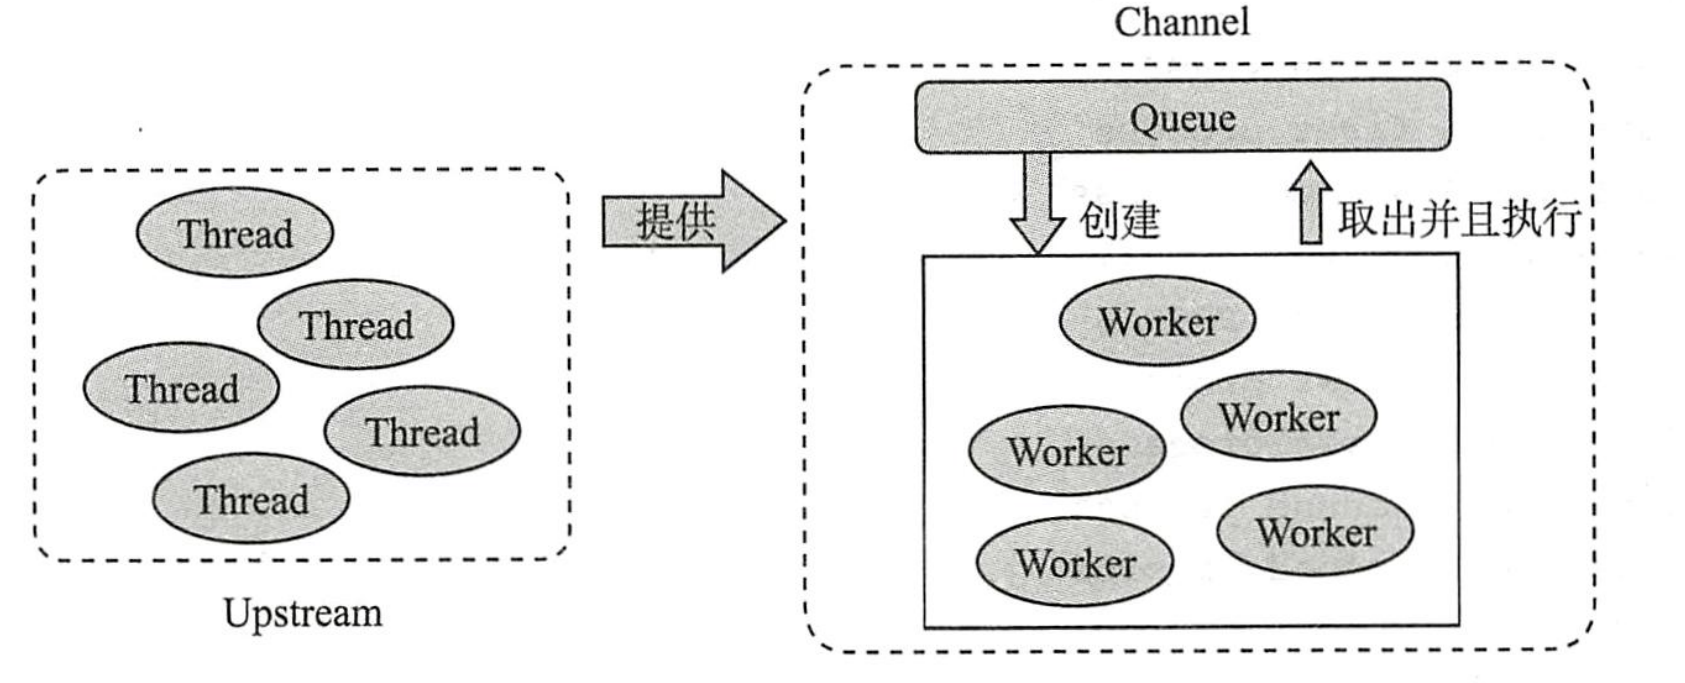 Channel
Queue
创建
取出并且执行
提供
Thread
Thread
Thread
Thread
Thread
Upstream
Worker
Worker
Worker
Worker
Worker